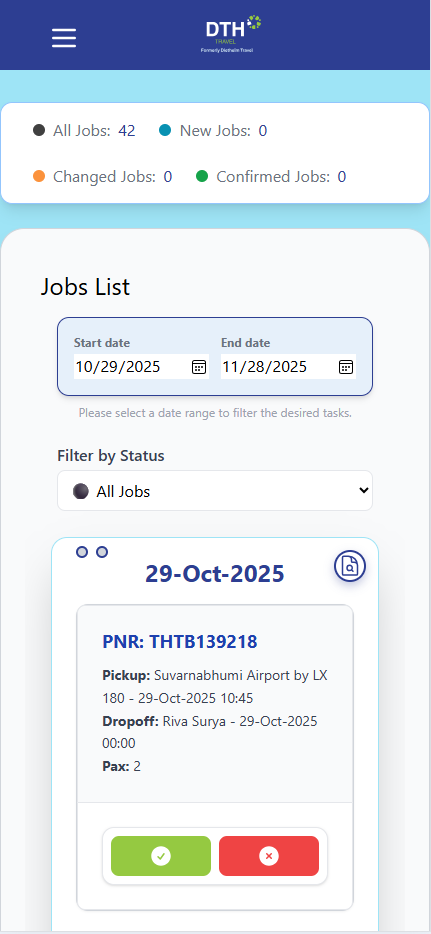 DTH
TRAVEL
Formerly Diethelm Travel
All Jobs: 42 New Jobs: 0
Changed Jobs: 0 Confirmed Jobs: 0
Jobs List
Start date End date
10/29/2025 11/28/2025
Please select a date range to filter the desired tasks.
Filter by Status
All Jobs
29-Oct-2025
PNR: THTB139218
Pickup: Suvarnabhumi Airport by LX
180 - 29-Oct-2025 10:45
Dropoff: Riva Surya - 29-Oct-2025
00:00
Pax: 2